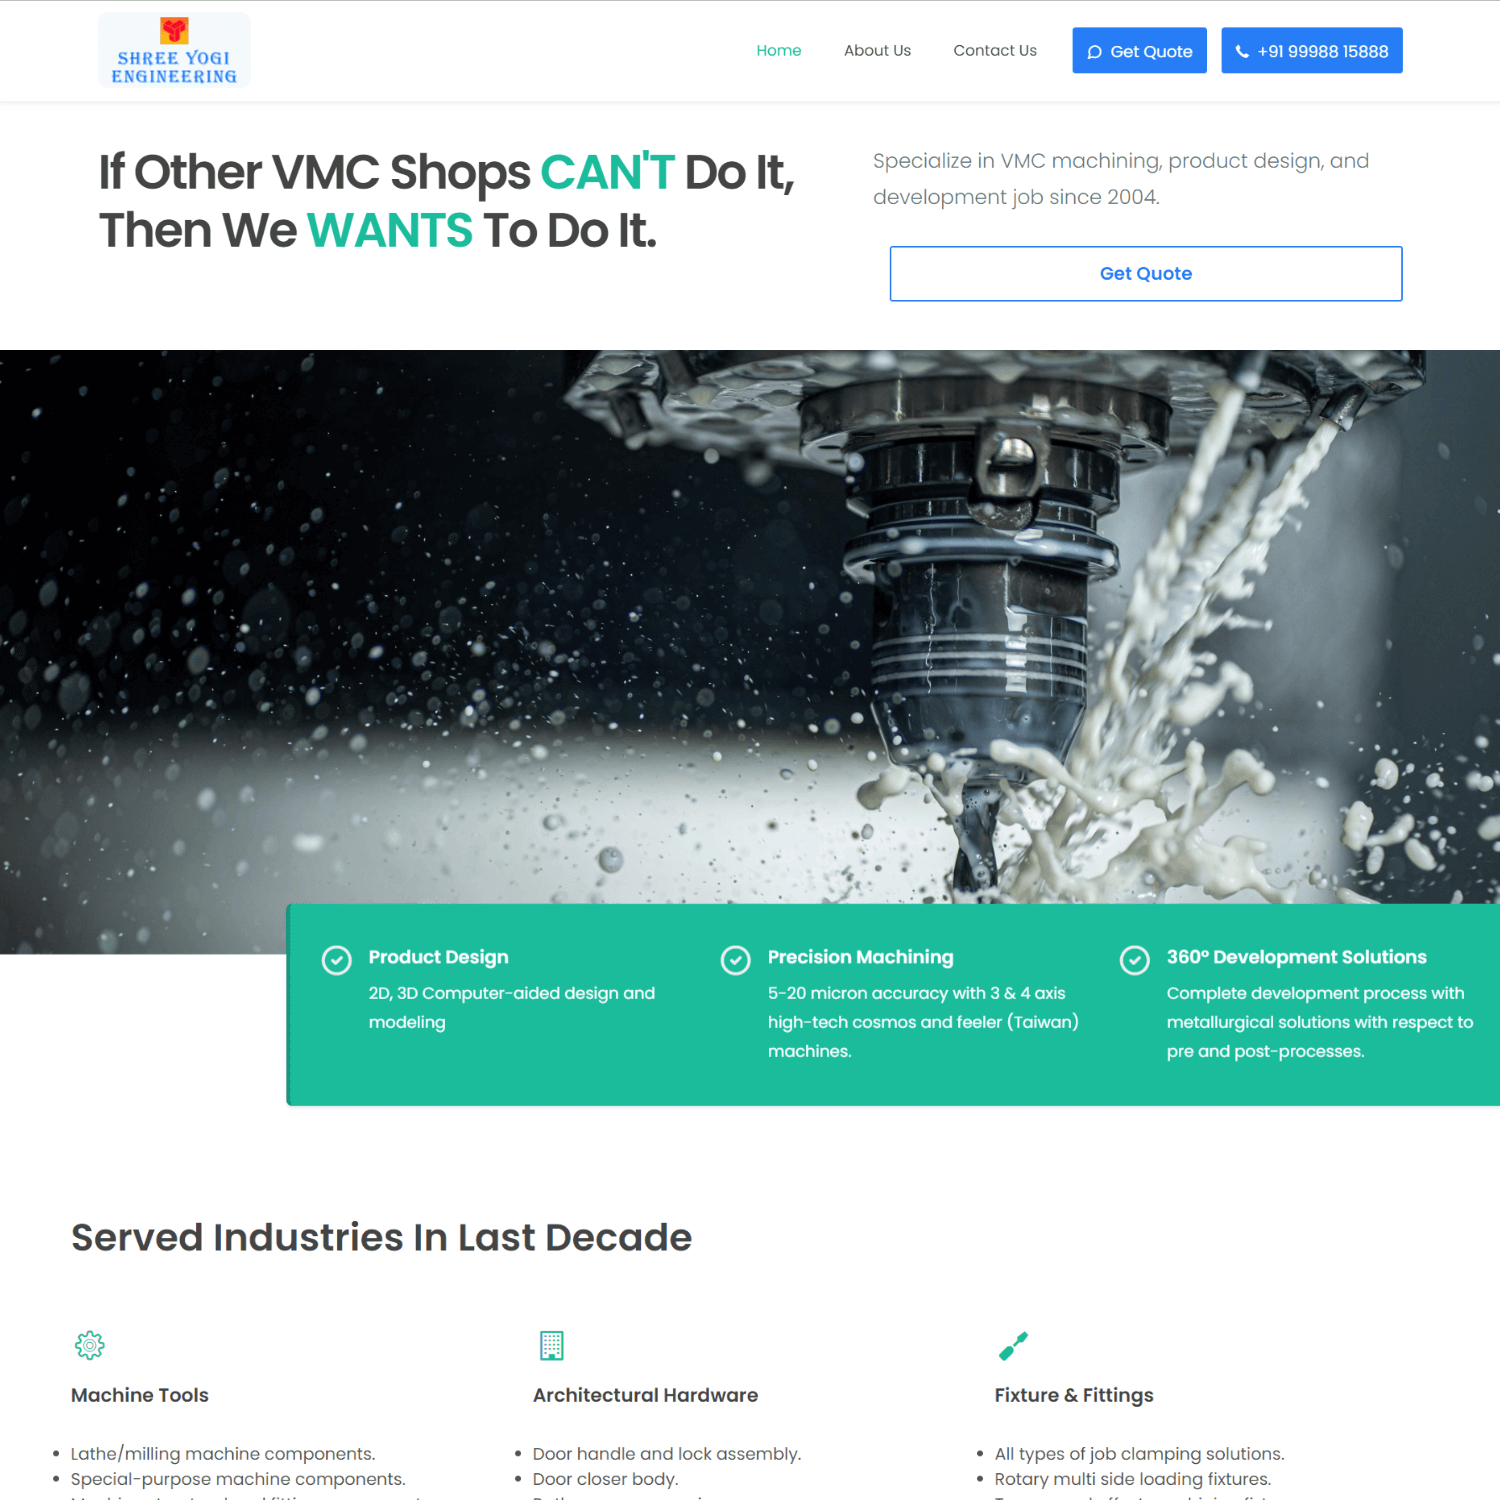 SHREE YOGI
ENGINEERING
Home
About Us
Contact Us
Get Quote
+91 99988 15888
If Other VMC Shops CAN'T Do It,
Then We WANTS To Do It.
Specialize in VMC machining, product design, and
development job since 2004.
Get Quote
Product Design
2D, 3D Computer-aided design and
modeling
Precision Machining
5-20 micron accuracy with 3 & 4 axis
high-tech cosmos and feeler (Taiwan)
machines.
360° Development Solutions
Complete development process with
metallurgical solutions with respect to
pre and post-processes.
Served Industries In Last Decade
Machine Tools
Lathe/milling machine components.
Special-purpose machine components.
Architectural Hardware
Door handle and lock assembly.
Door closer body.
Fixture & Fittings
All types of job clamping solutions.
Rotary multi side loading fixtures.